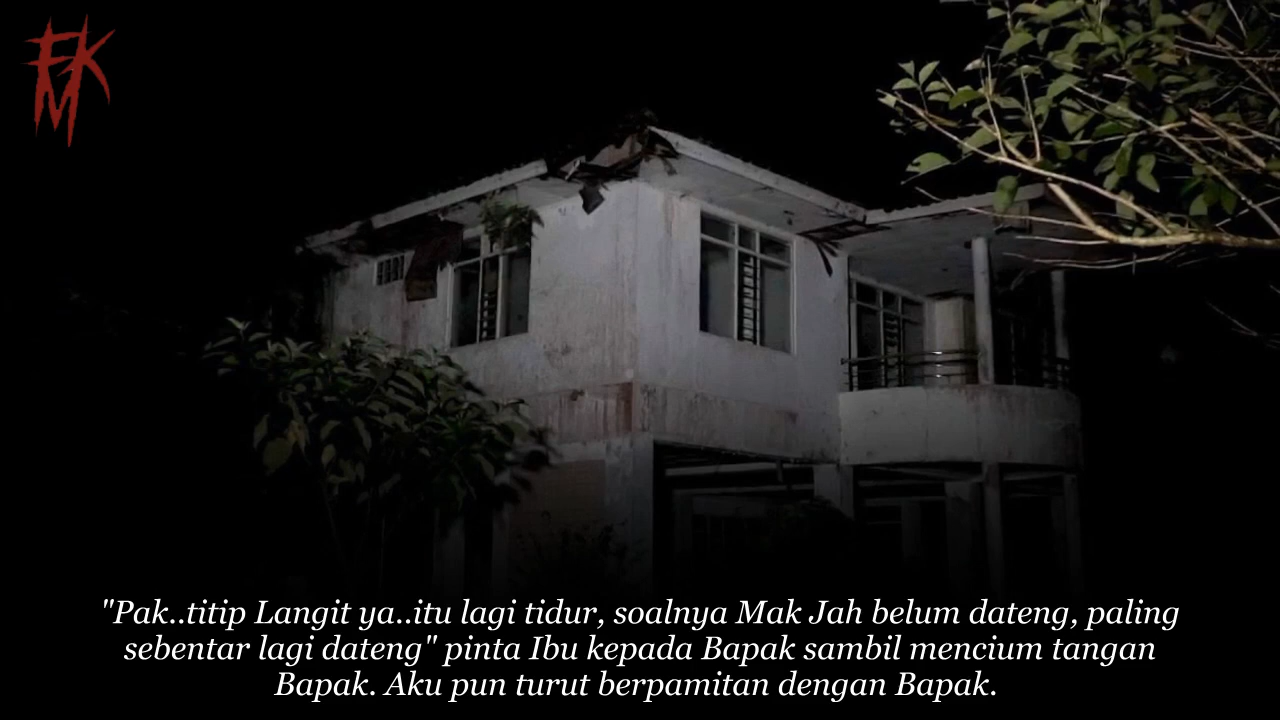 FKM
"Pak..titip Langit ya..itu lagi tidur, soalnya Mak Jah belum dateng, paling
sebentar lagi dateng" pinta Ibu kepada Bapak sambil mencium tangan
Bapak. Aku pun turut berpamitan dengan Bapak.